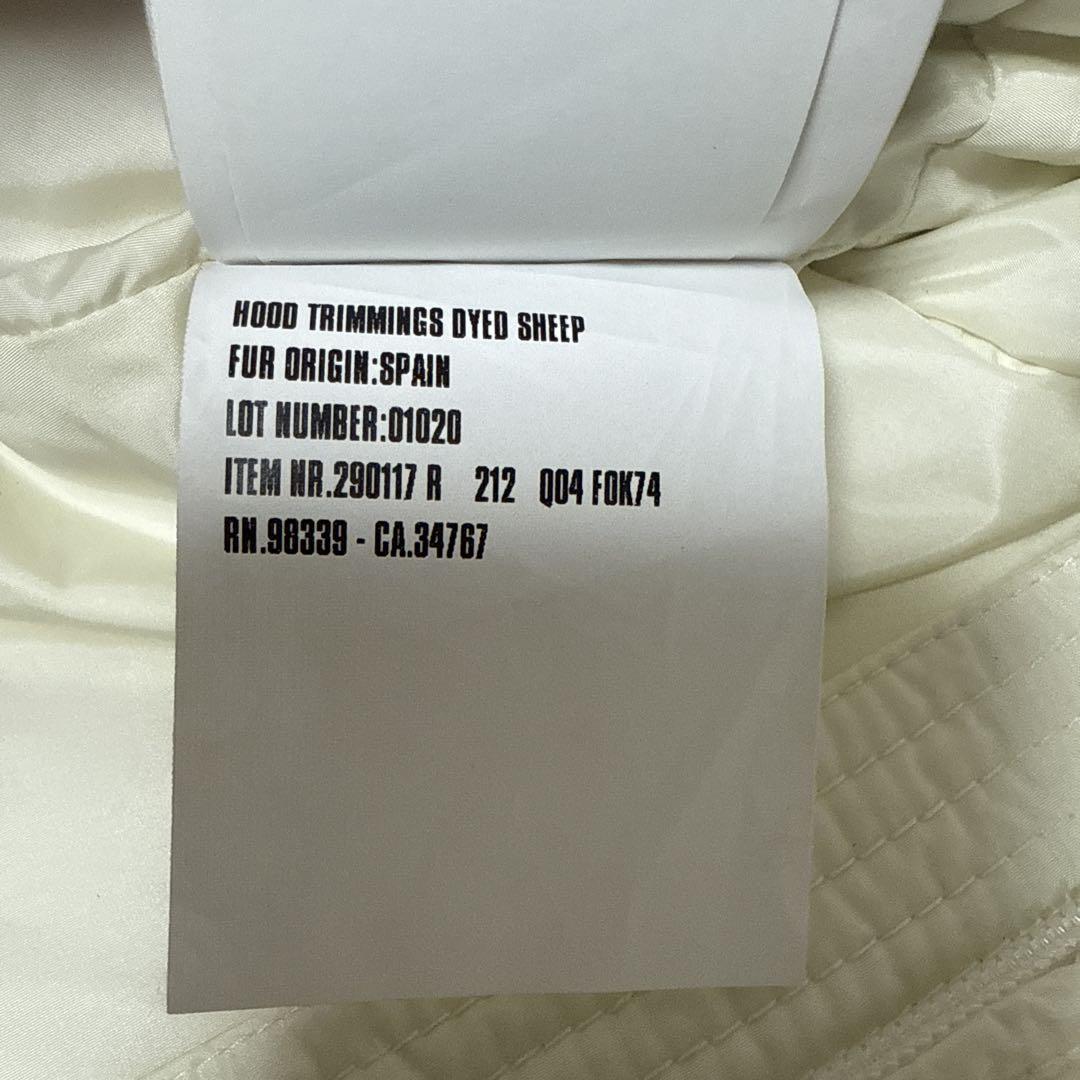 HOOD TRIMMINGS DYED SHEEP
FUR ORIGIN:SPAIN
LOT NUMBER:01020
ITEM NR.290117 R 212 Q04 F0K74
RN.98339 - CA.34767